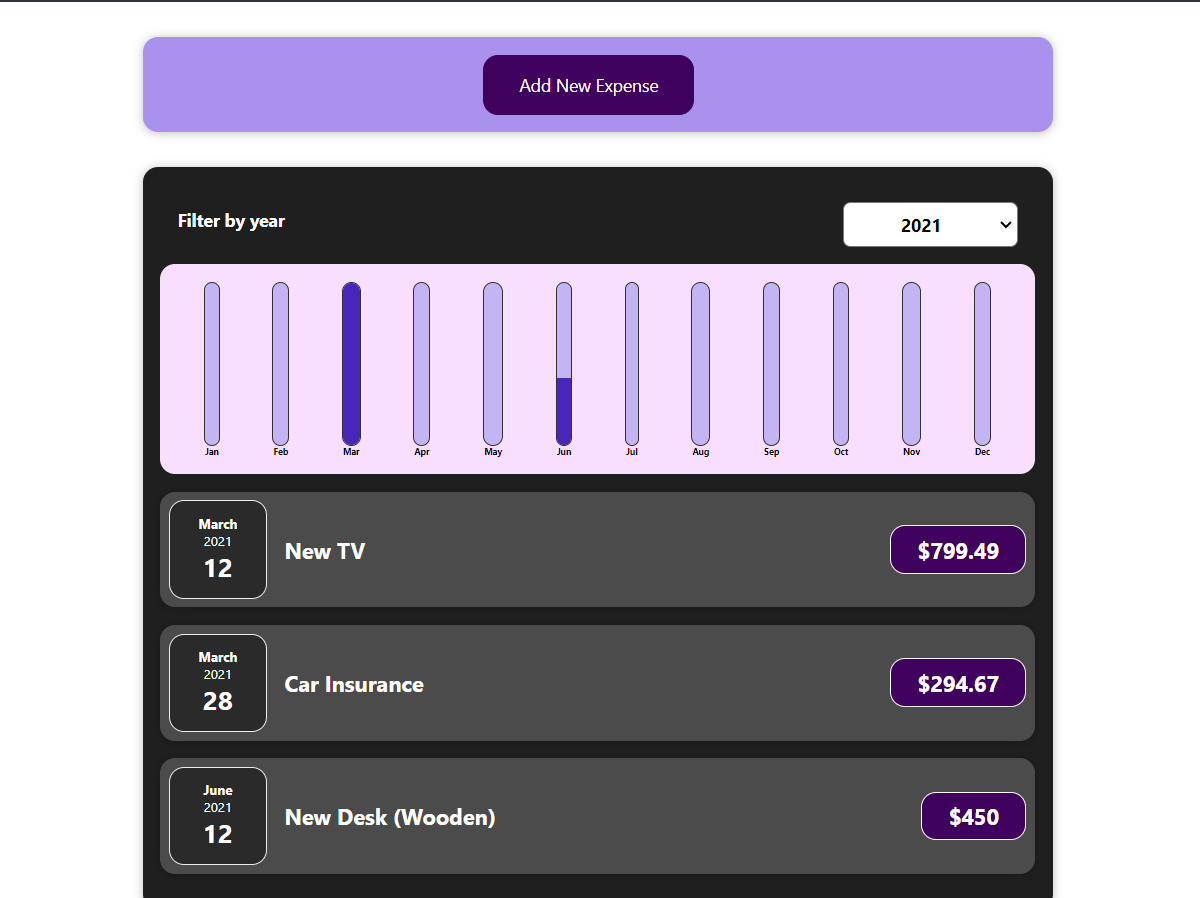 Add New Expense
Filter by year
2021
Jan Feb Mar Apr May Jun Jul Aug Sep Oct Nov Dec
March
2021
12
New TV
$799.49
March
2021
28
Car Insurance
$294.67
June
2021
12
New Desk (Wooden)
$450